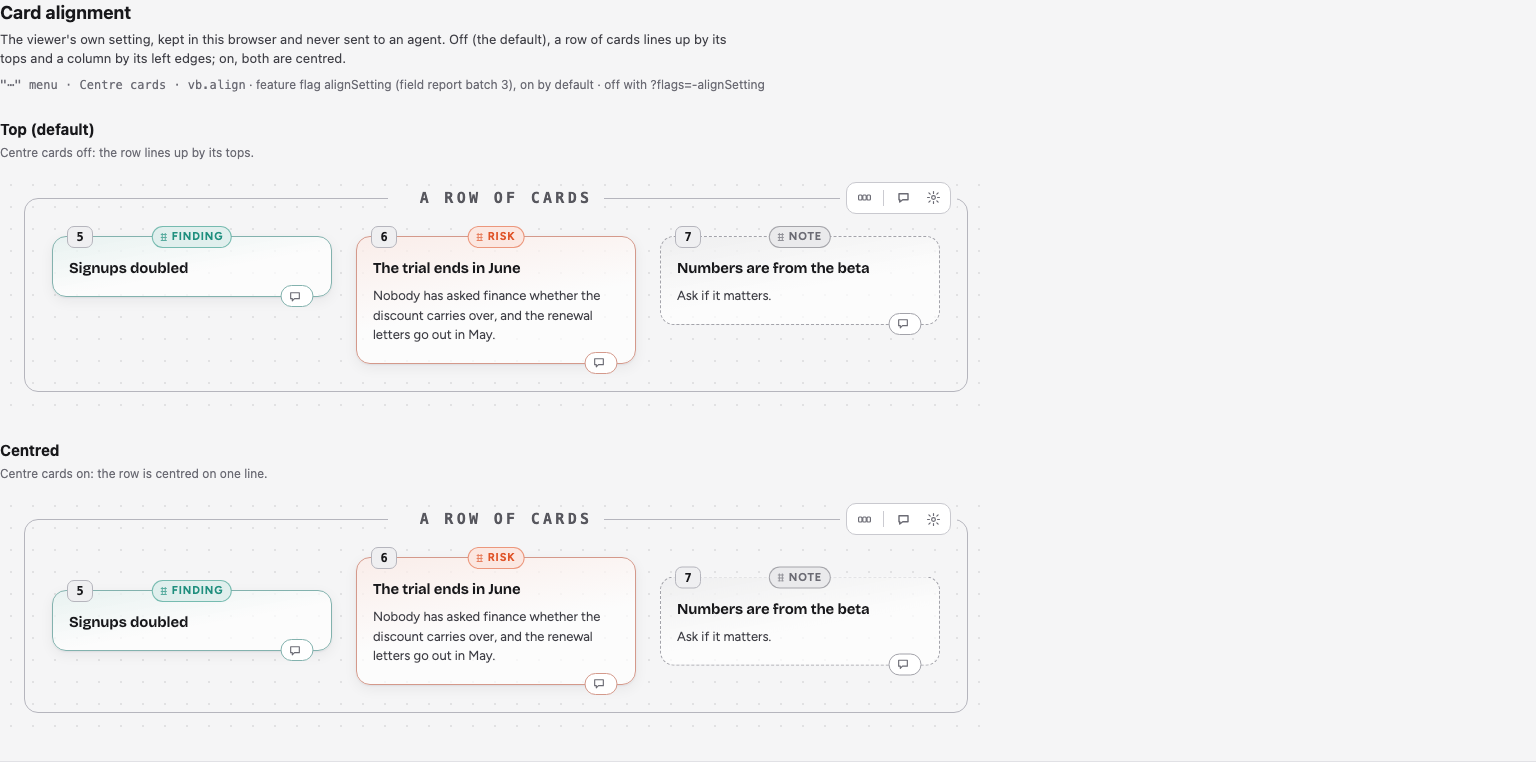 Card alignment
The viewer's own setting, kept in this browser and never sent to an agent. Off (the default), a row of cards lines up by its
tops and a column by its left edges; on, both are centred.
"⋯" menu · Centre cards · vb.align · feature flag alignSetting (field report batch 3), on by default · off with ?flags=-alignSetting
Top (default)
Centre cards off: the row lines up by its tops.
A ROW OF CARDS
5 FINDING
Signups doubled
6 RISK
The trial ends in June
Nobody has asked finance whether the
discount carries over, and the renewal
letters go out in May.
7 NOTE
Numbers are from the beta
Ask if it matters.
Centred
Centre cards on: the row is centred on one line.
A ROW OF CARDS
5 FINDING
Signups doubled
6 RISK
The trial ends in June
Nobody has asked finance whether the
discount carries over, and the renewal
letters go out in May.
7 NOTE
Numbers are from the beta
Ask if it matters.